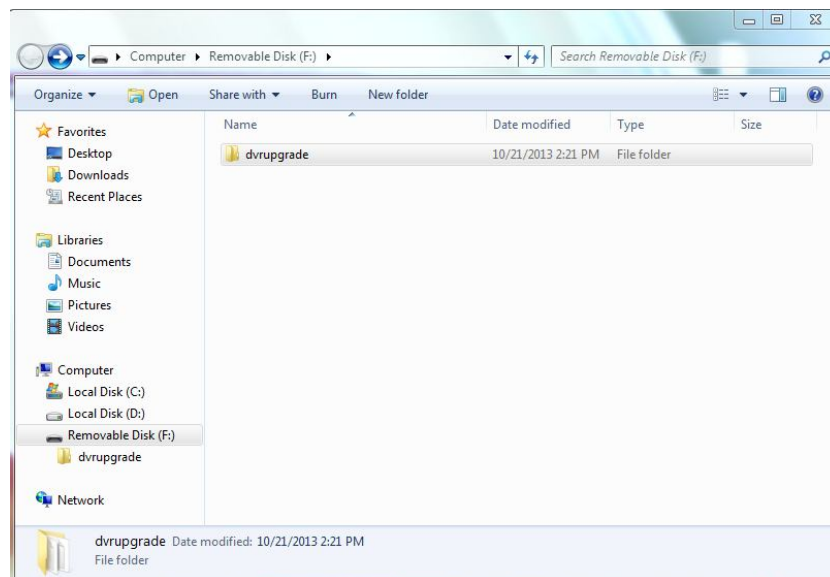 Computer Removable Disk (F:) Search Removable Disk (F:)
Organize Open Share with Burn New folder
Favorites
Desktop
Downloads
Recent Places
Libraries
Documents
Music
Pictures
Videos
Computer
Local Disk (C:)
Local Disk (D:)
Removable Disk (F:)
dvrupgrade
Network
Name Date modified Type Size
dvrupgrade 10/21/2013 2:21 PM File folder
dvrupgrade Date modified: 10/21/2013 2:21 PM
File folder